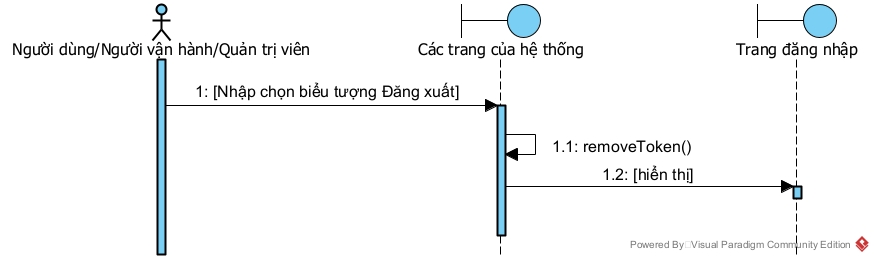 Người dùng/Người vận hành/Quản trị viên
Các trang của hệ thống
Trang đăng nhập
1: [Nhập chọn biểu tượng Đăng xuất]
1.1: removeToken()
1.2: [hiển thị]
Powered By Visual Paradigm Community Edition